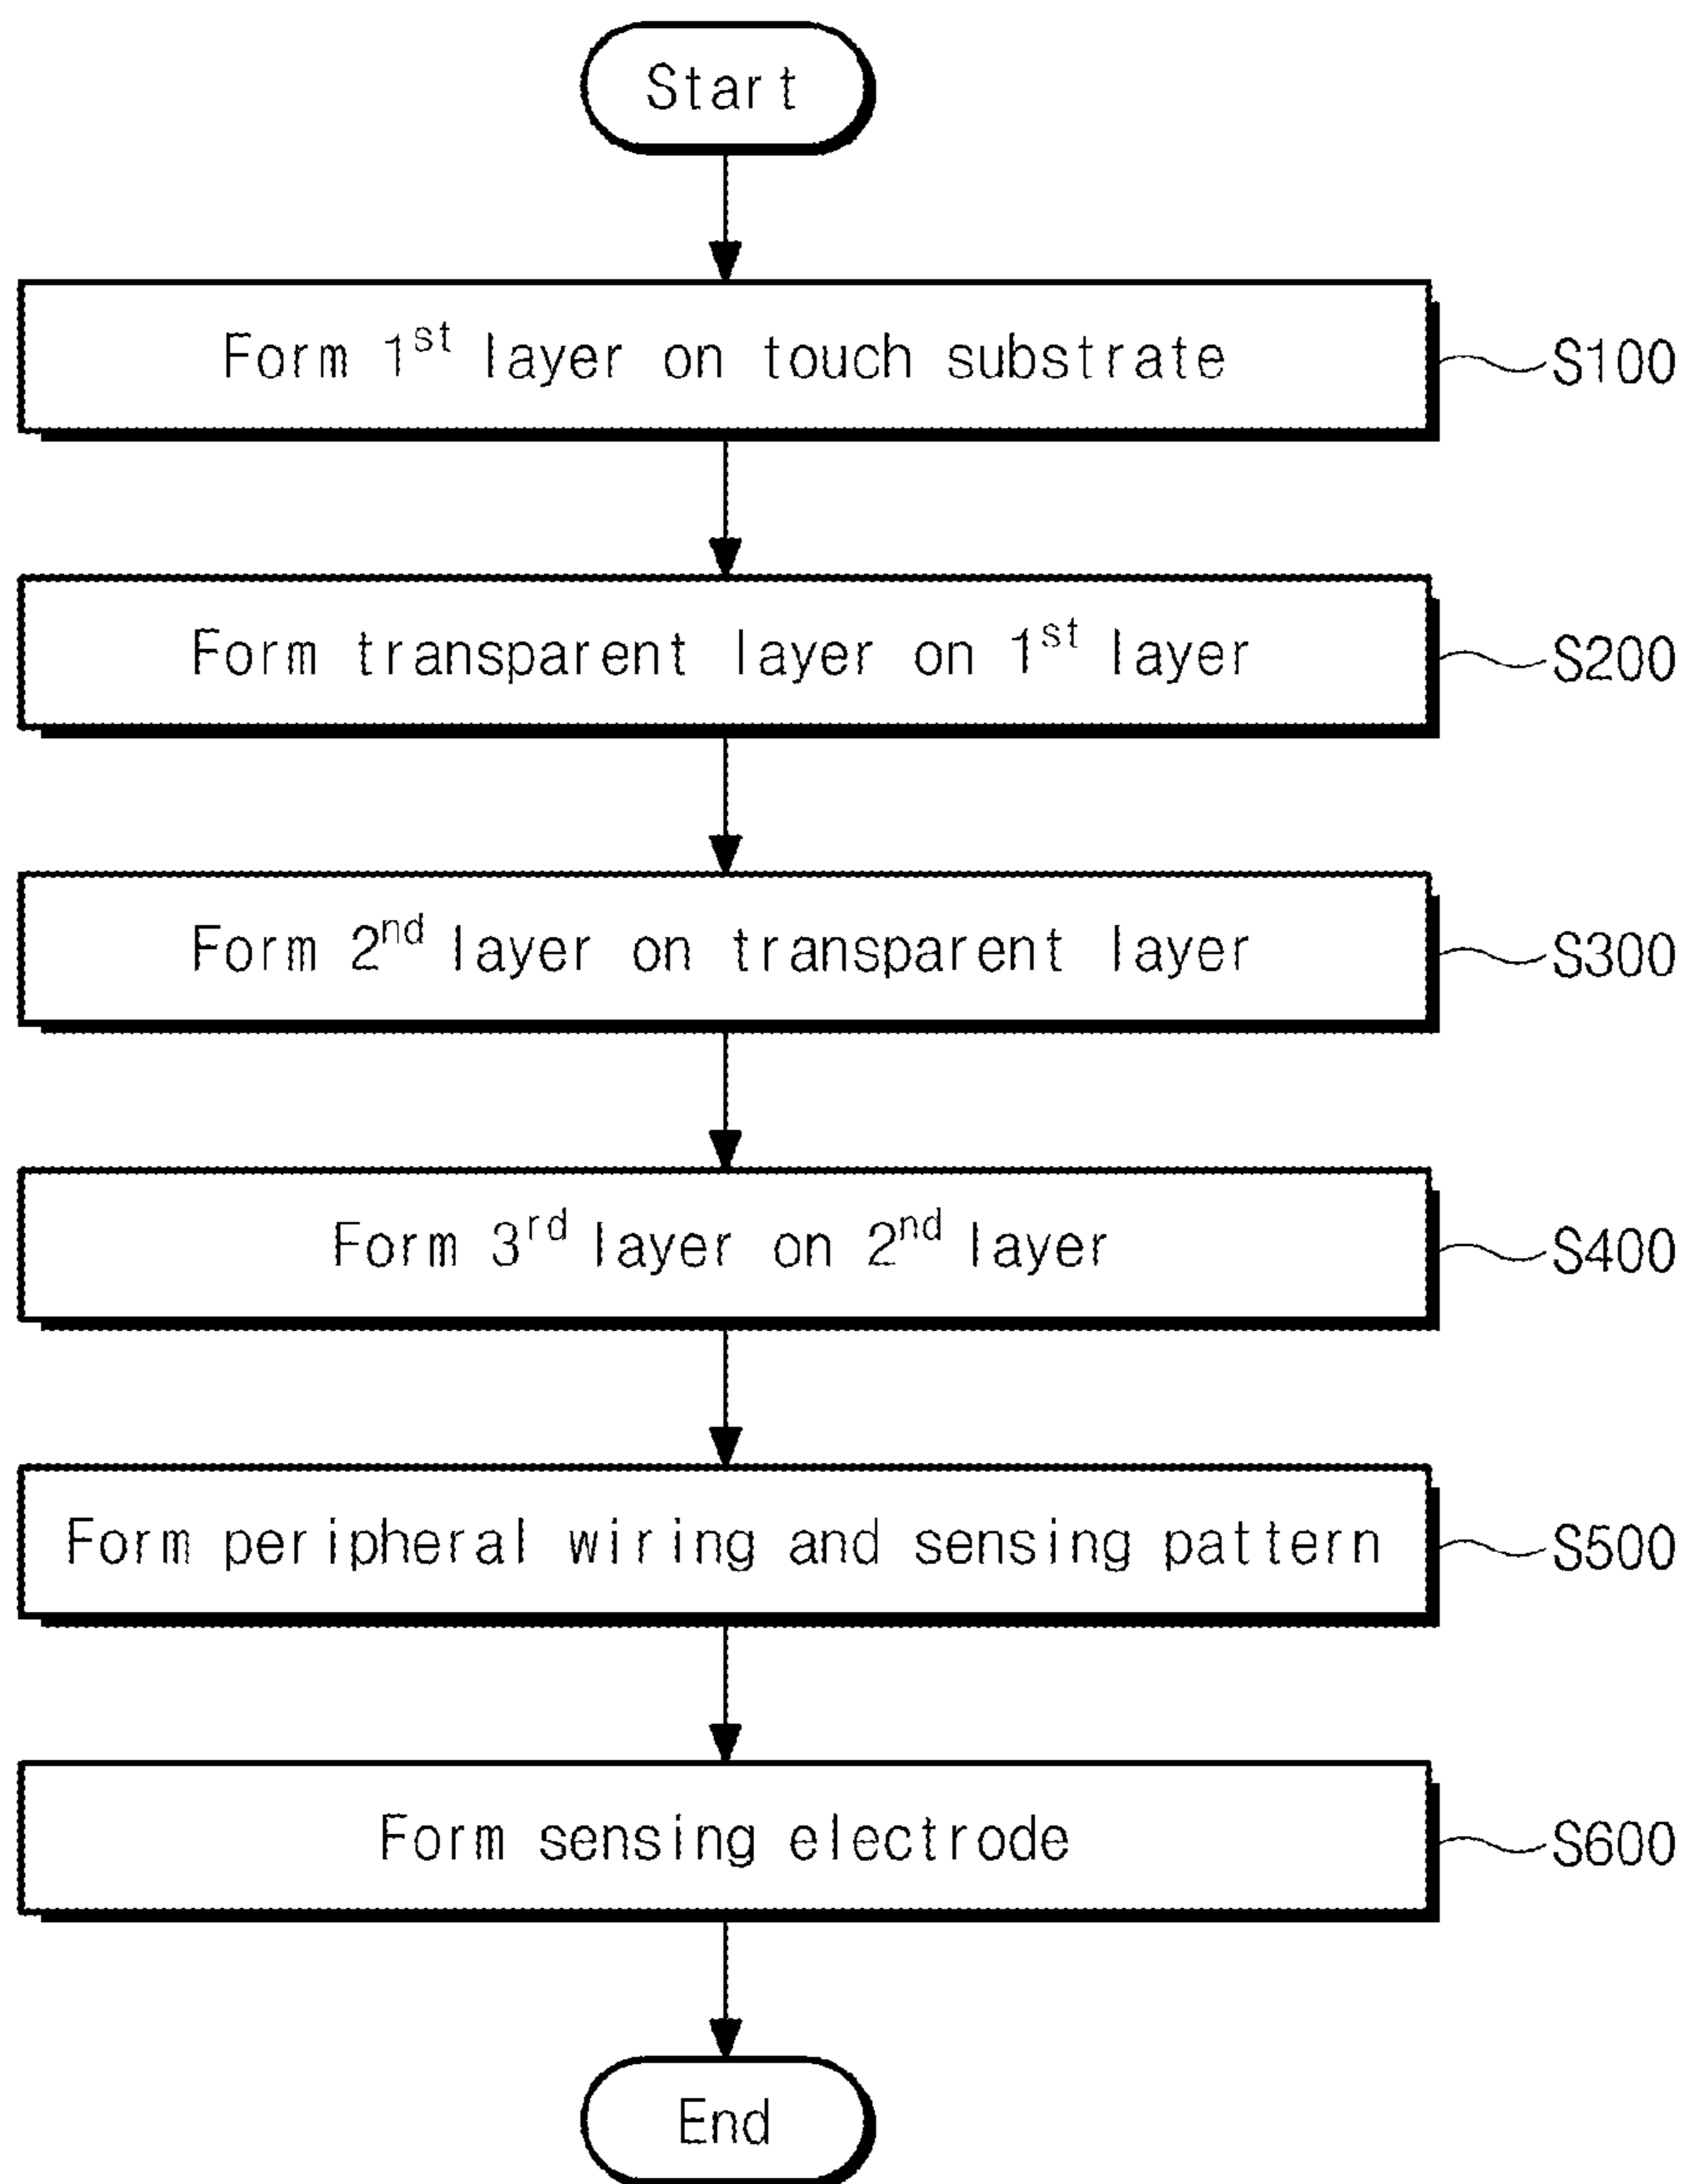 Start
Form 1st layer on touch substrate
S100
Form transparent layer on 1st layer
S200
Form 2nd layer on transparent layer
S300
Form 3rd layer on 2nd layer
S400
Form peripheral wiring and sensing pattern
S500
Form sensing electrode
S600
End